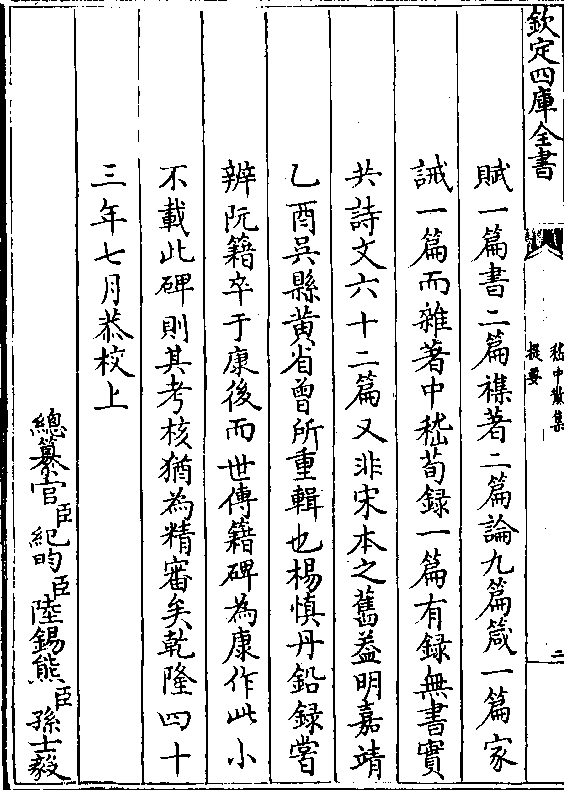 欽定四庫全書
嵇中散集
提要
二
賦一篇書二篇襍著二篇論九篇箴一篇家
誡一篇而雜著中嵇荀録一篇有録無書實
共詩文六十二篇又非宋本之舊葢明嘉靖
乙酉吳縣黄省曾所重輯也楊慎丹鉛録嘗
辨阮籍卒于康後而世傳籍碑為康作此小
不載此碑則其考核猶為精審矣乾隆四十
三年七月恭校上
總纂官臣紀昀臣陸錫熊臣孫士毅